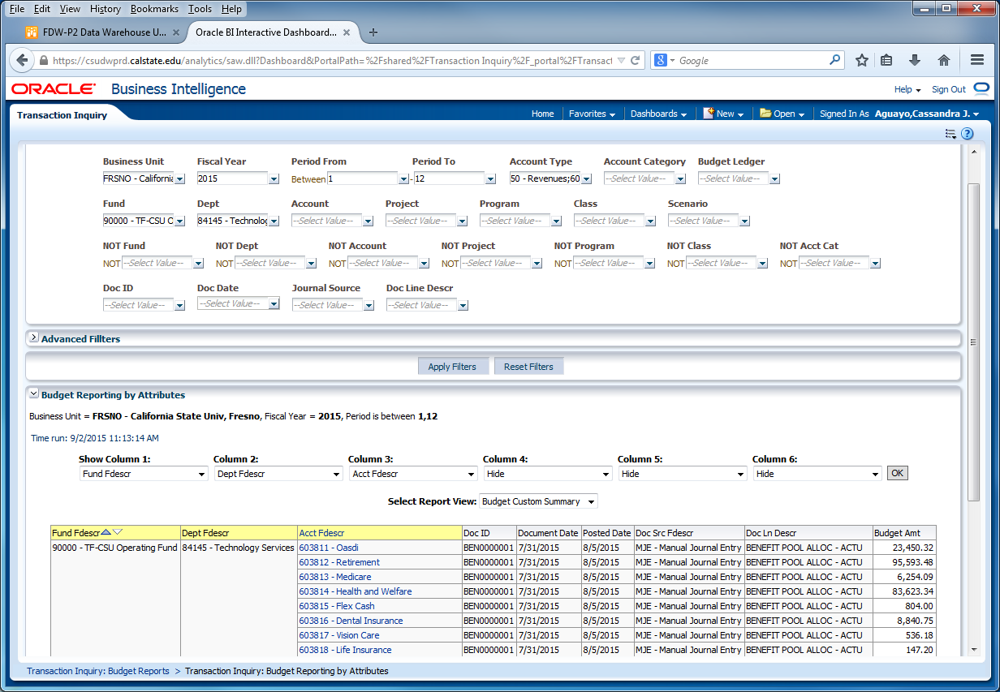 File Edit View History Bookmarks Tools Help
FDW-P2 Data Warehouse U... × Oracle BI Interactive Dashboard... × +
https://csudwprd.calstate.edu/analytics/saw.dll?Dashboard&PortalPath=%2Fshared%2FTransaction Inquiry%2F_portal%2FTransact Google
ORACLE Business Intelligence Help Sign Out
Transaction Inquiry Home Favorites Dashboards New Open Signed In As Aguayo,Cassandra J.
Business Unit Fiscal Year Period From Period To Account Type Account Category Budget Ledger
FRSNO - California 2015 Between 1 - 12 50 - Revenues;60 --Select Value-- --Select Value--
Fund Dept Account Project Program Class Scenario
90000 - TF-CSU O 84145 - Technolog --Select Value-- --Select Value-- --Select Value-- --Select Value-- --Select Value--
NOT Fund NOT Dept NOT Account NOT Project NOT Program NOT Class NOT Acct Cat
NOT --Select Value-- NOT --Select Value-- NOT --Select Value-- NOT --Select Value-- NOT --Select Value-- NOT --Select Value-- NOT --Select Value--
Doc ID Doc Date Journal Source Doc Line Descr
--Select Value-- --Select Value-- --Select Value-- --Select Value--
Advanced Fillters
Apply Filters Reset Filters
Budget Reporting by Attributes
Business Unit = FRSNO - California State Univ, Fresno, Fiscal Year = 2015, Period is between 1,12
Time run: 9/2/2015 11:13:14 AM
Show Column 1: Column 2: Column 3: Column 4: Column 5: Column 6:
Fund Fdescr Dept Fdescr Acct Fdescr Hide Hide Hide OK
Select Report View: Budget Custom Summary
Fund Fdescr Dept Fdescr Acct Fdescr Doc ID Document Date Posted Date Doc Src Fdescr Doc Ln Descr Budget Amt
90000 - TF-CSU Operating Fund 84145 - Technology Services 603811 - Oasdi BEN0000001 7/31/2015 8/5/2015 MJE - Manual Journal Entry BENEFIT POOL ALLOC - ACTU 23,450.32
603812 - Retirement BEN0000001 7/31/2015 8/5/2015 MJE - Manual Journal Entry BENEFIT POOL ALLOC - ACTU 95,593.48
603813 - Medicare BEN0000001 7/31/2015 8/5/2015 MJE - Manual Journal Entry BENEFIT POOL ALLOC - ACTU 6,254.09
603814 - Health and Welfare BEN0000001 7/31/2015 8/5/2015 MJE - Manual Journal Entry BENEFIT POOL ALLOC - ACTU 83,623.34
603815 - Flex Cash BEN0000001 7/31/2015 8/5/2015 MJE - Manual Journal Entry BENEFIT POOL ALLOC - ACTU 804.00
603816 - Dental Insurance BEN0000001 7/31/2015 8/5/2015 MJE - Manual Journal Entry BENEFIT POOL ALLOC - ACTU 8,840.75
603817 - Vision Care BEN0000001 7/31/2015 8/5/2015 MJE - Manual Journal Entry BENEFIT POOL ALLOC - ACTU 536.18
603818 - Life Insurance BEN0000001 7/31/2015 8/5/2015 MJE - Manual Journal Entry BENEFIT POOL ALLOC - ACTU 147.20
Transaction Inquiry: Budget Reports > Transaction Inquiry: Budget Reporting by Attributes